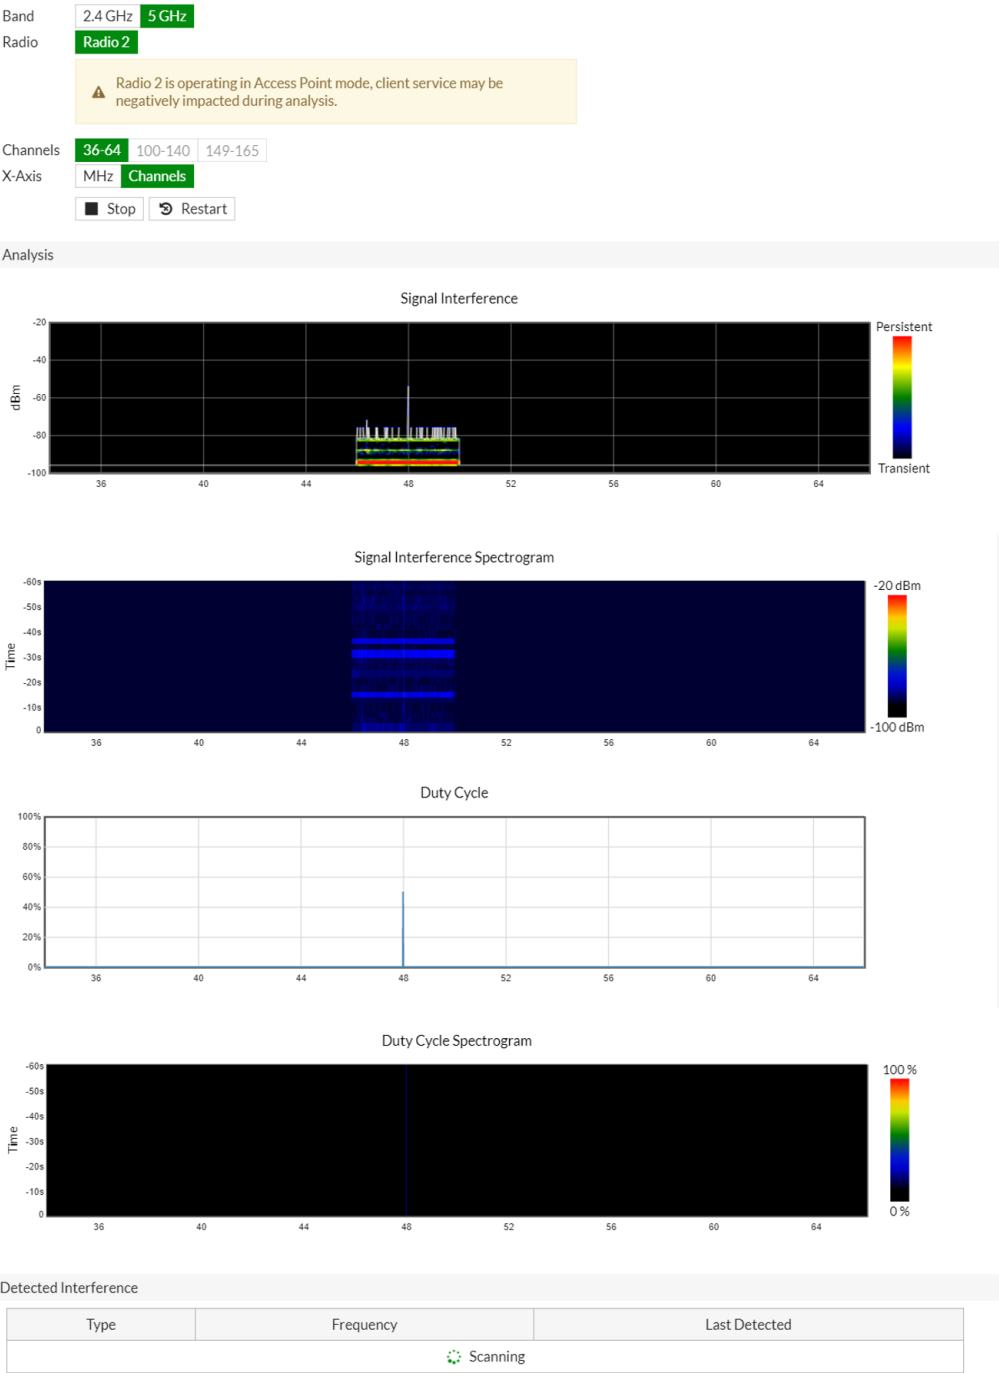 Band 2.4 GHz 5 GHz
Radio Radio 2
Radio 2 is operating in Access Point mode, client service may be
negatively impacted during analysis.
Channels 36-64 100-140 149-165
X-Axis MHz Channels
Stop Restart
Analysis
Signal Interference
-20
-40
-60
-80
-100
dBm
36 40 44 48 52 56 60 64
Persistent
Transient
Signal Interference Spectrogram
-60s
-50s
-40s
-30s
-20s
-10s
0
Time
36 40 44 48 52 56 60 64
-20 dBm
-100 dBm
Duty Cycle
100%
80%
60%
40%
20%
0%
36 40 44 48 52 56 60 64
Duty Cycle Spectrogram
-60s
-50s
-40s
-30s
-20s
-10s
0
Time
36 40 44 48 52 56 60 64
100 %
0 %
Detected Interference
Type Frequency Last Detected
Scanning